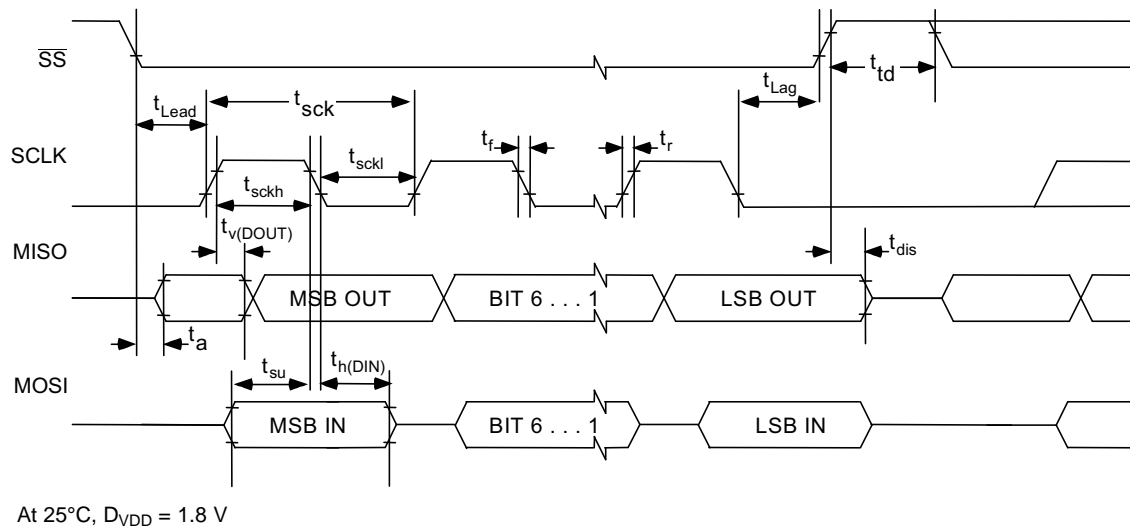 SS
t_td
t_Lag
t_Lead
t_sck
SCLK
t_f
t_r
t_sckl
t_sckh
t_v(DOUT)
MISO
t_dis
MSB OUT
BIT 6 . . . 1
LSB OUT
t_a
t_su
t_h(DIN)
MOSI
MSB IN
BIT 6 . . . 1
LSB IN
At 25°C, D_VDD = 1.8 V